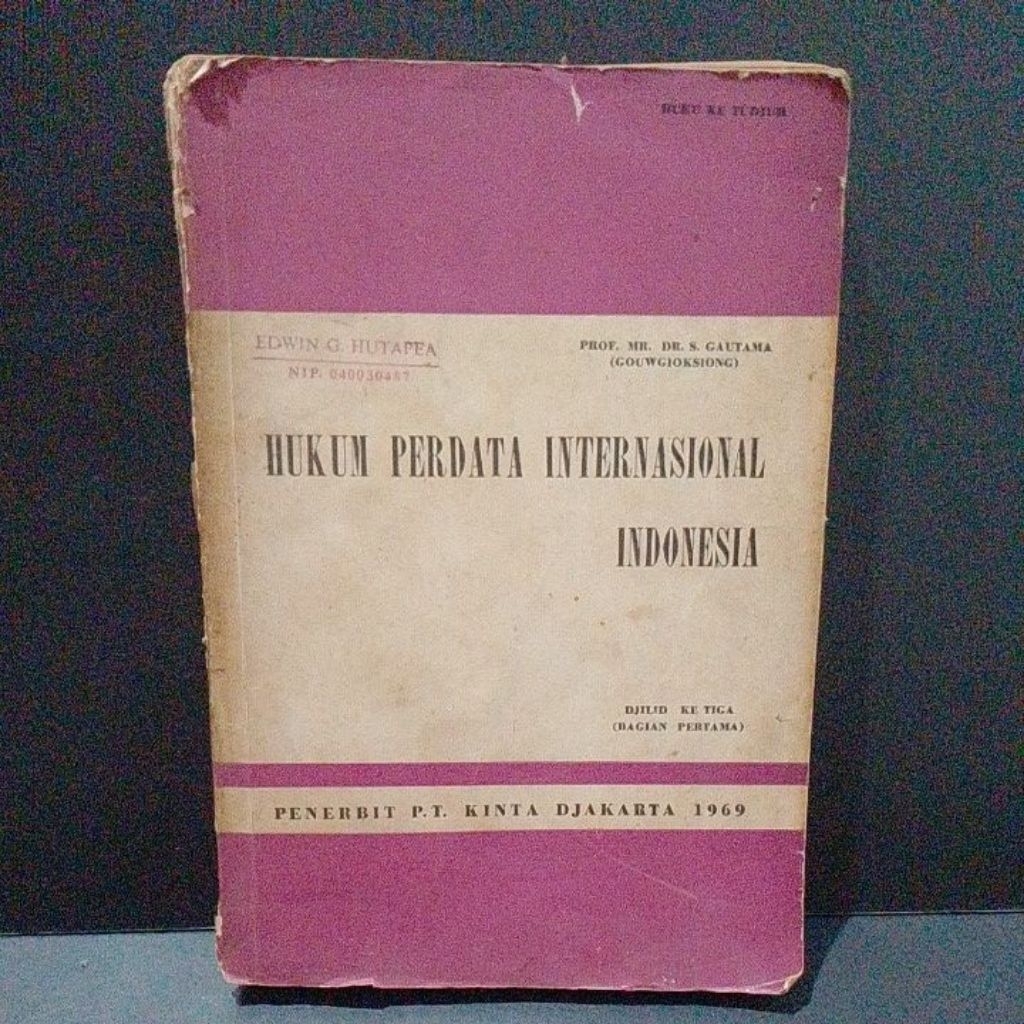 BUKU KE TUDJUH
EDWIN G. HUTAPEA
NIP. 040030487
PROF. MR. DR. S. GAUTAMA
(GOUWGIOKSIONG)
HUKUM PERDATA INTERNASIONAL
INDONESIA
DJILID KE TIGA
(BAGIAN PERTAMA)
PENERBIT P.T. KINTA DJAKARTA 1969